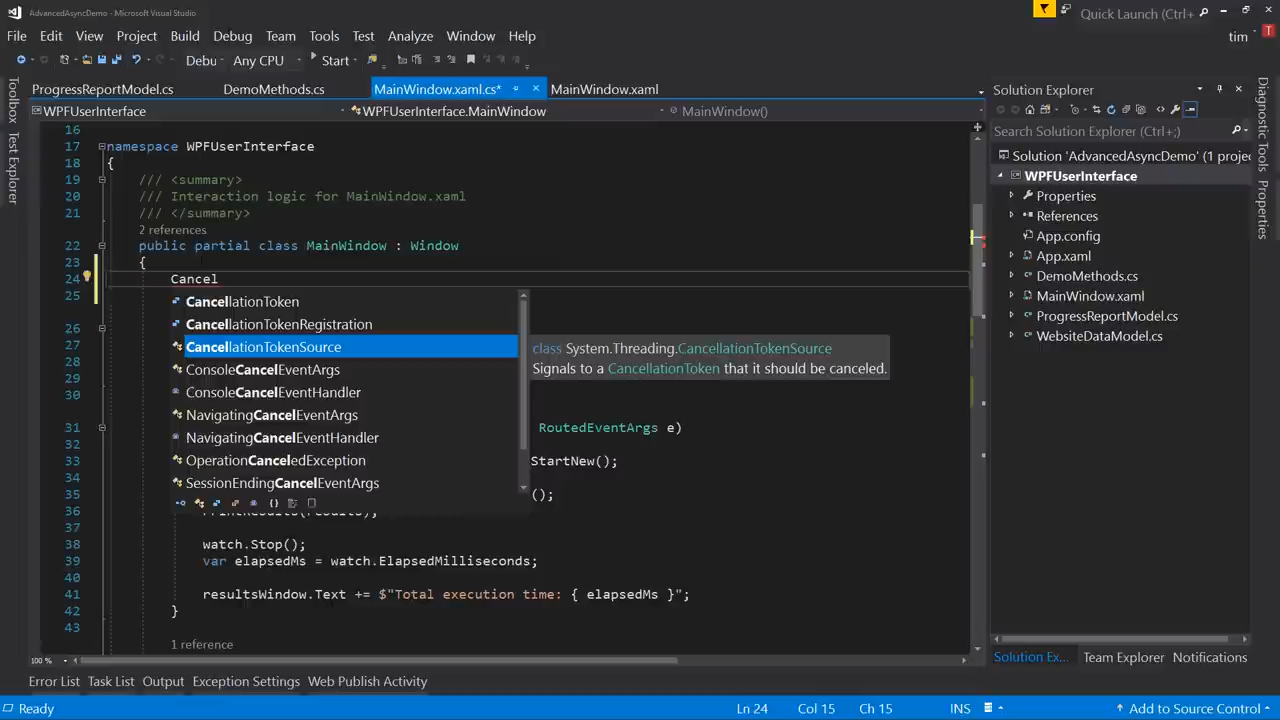 AdvancedAsyncDemo - Microsoft Visual Studio
Quick Launch (Ctrl+
File Edit View Project Build Debug Team Tools Test Analyze Window Help
tim
T
Debu Any CPU Start
ProgressReportModel.cs DemoMethods.cs MainWindow.xaml.cs* MainWindow.xaml
WPFUserInterface WPFUserInterface.MainWindow MainWindow()
Toolbox Test Explorer
16
17 namespace WPFUserInterface
18 {
19 /// <summary>
20 /// Interaction logic for MainWindow.xaml
21 /// </summary>
2 references
22 public partial class MainWindow : Window
23 {
24 Cancel
25
26
27
28
29
30
31 RoutedEventArgs e)
32
33 StartNew();
34
35 ();
36 PrintResults(results);
37
38 watch.Stop();
39 var elapsedMs = watch.ElapsedMilliseconds;
40
41 resultsWindow.Text += $"Total execution time: { elapsedMs }";
42 }
43
1 reference
CancellationToken
CancellationTokenRegistration
CancellationTokenSource
ConsoleCancelEventArgs
ConsoleCancelEventHandler
NavigatingCancelEventArgs
NavigatingCancelEventHandler
OperationCanceledException
SessionEndingCancelEventArgs
class System.Threading.CancellationTokenSource
Signals to a CancellationToken that it should be canceled.
100 %
Solution Explorer
Search Solution Explorer (Ctrl+;)
Solution 'AdvancedAsyncDemo' (1 projec
WPFUserInterface
Properties
References
App.config
App.xaml
DemoMethods.cs
MainWindow.xaml
ProgressReportModel.cs
WebsiteDataModel.cs
Solution Ex... Team Explorer Notifications
Diagnostic Tools Properties
Error List Task List Output Exception Settings Web Publish Activity
Ready Ln 24 Col 15 Ch 15 INS Add to Source Control